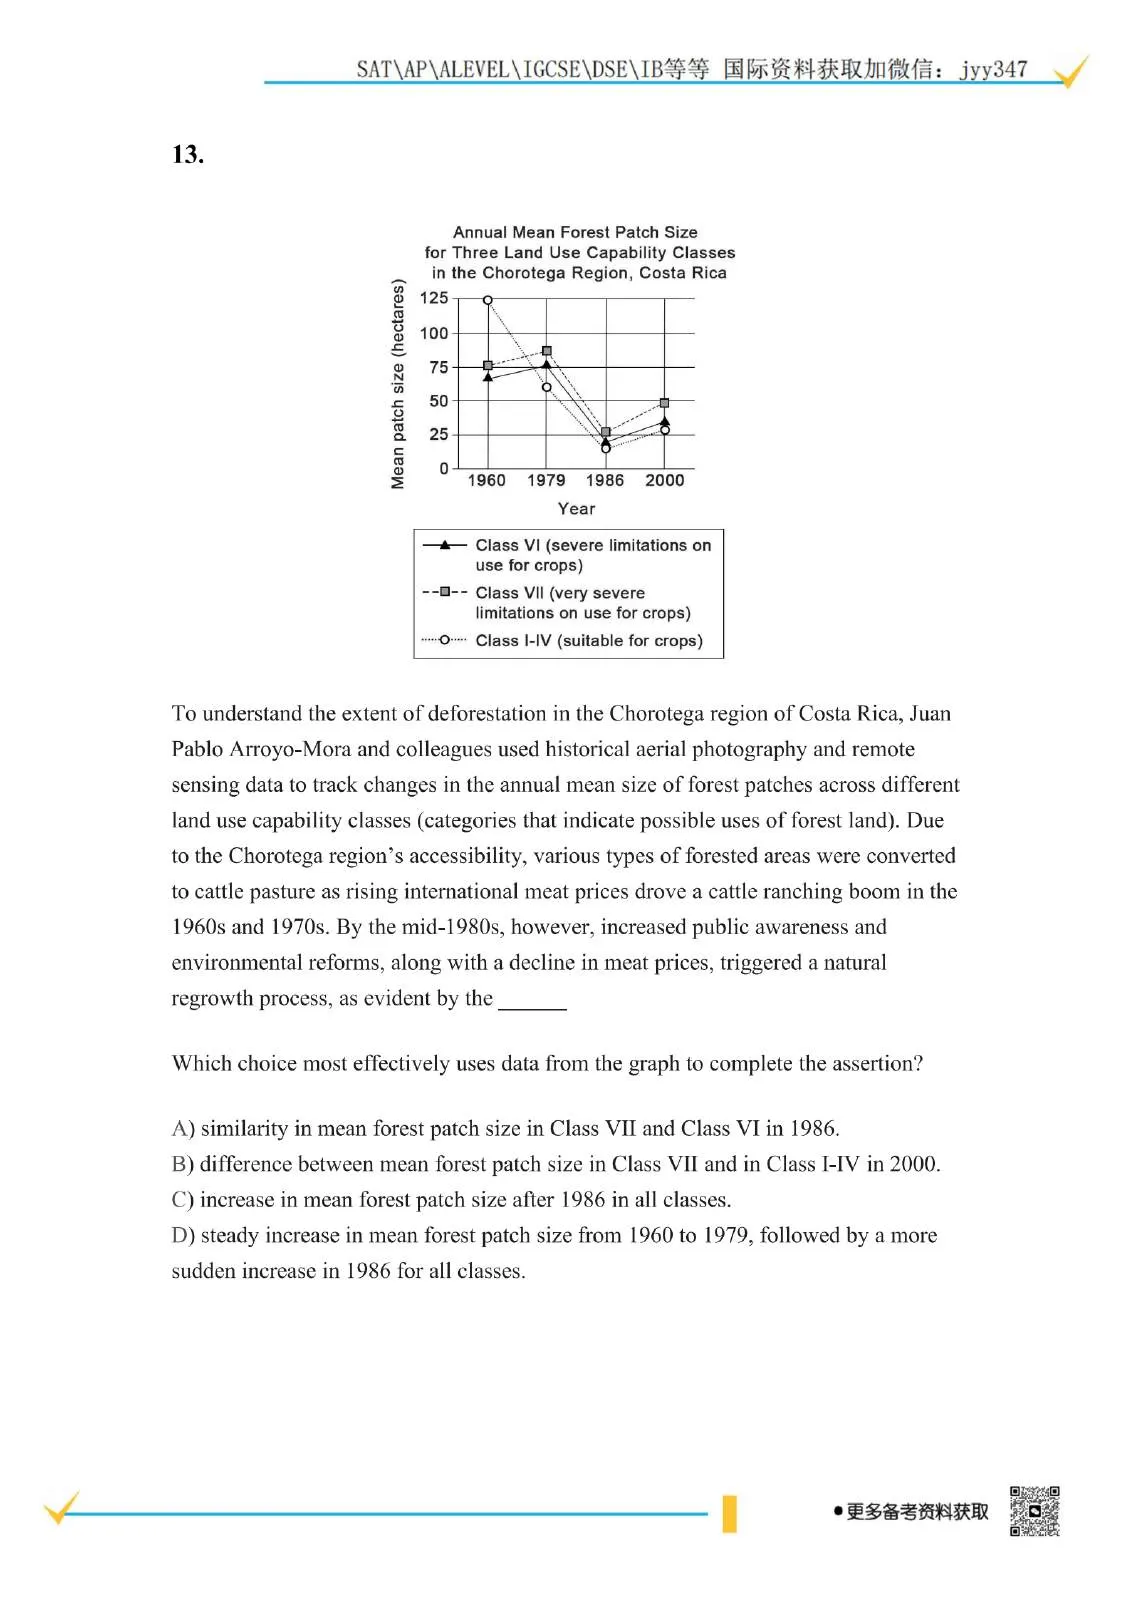 SAT\AP\ALEVEL\IGCSE\DSE\IB等等 国际资料获取加微信：jyy347
13.
Annual Mean Forest Patch Size
for Three Land Use Capability Classes
in the Chorotega Region, Costa Rica
Mean patch size (hectares)
125
100
75
50
25
0
1960 1979 1986 2000
Year
Class VI (severe limitations on
use for crops)
Class VII (very severe
limitations on use for crops)
Class I-IV (suitable for crops)
To understand the extent of deforestation in the Chorotega region of Costa Rica, Juan
Pablo Arroyo-Mora and colleagues used historical aerial photography and remote
sensing data to track changes in the annual mean size of forest patches across different
land use capability classes (categories that indicate possible uses of forest land). Due
to the Chorotega region’s accessibility, various types of forested areas were converted
to cattle pasture as rising international meat prices drove a cattle ranching boom in the
1960s and 1970s. By the mid-1980s, however, increased public awareness and
environmental reforms, along with a decline in meat prices, triggered a natural
regrowth process, as evident by the ______
Which choice most effectively uses data from the graph to complete the assertion?
A) similarity in mean forest patch size in Class VII and Class VI in 1986.
B) difference between mean forest patch size in Class VII and in Class I-IV in 2000.
C) increase in mean forest patch size after 1986 in all classes.
D) steady increase in mean forest patch size from 1960 to 1979, followed by a more
sudden increase in 1986 for all classes.
•更多备考资料获取